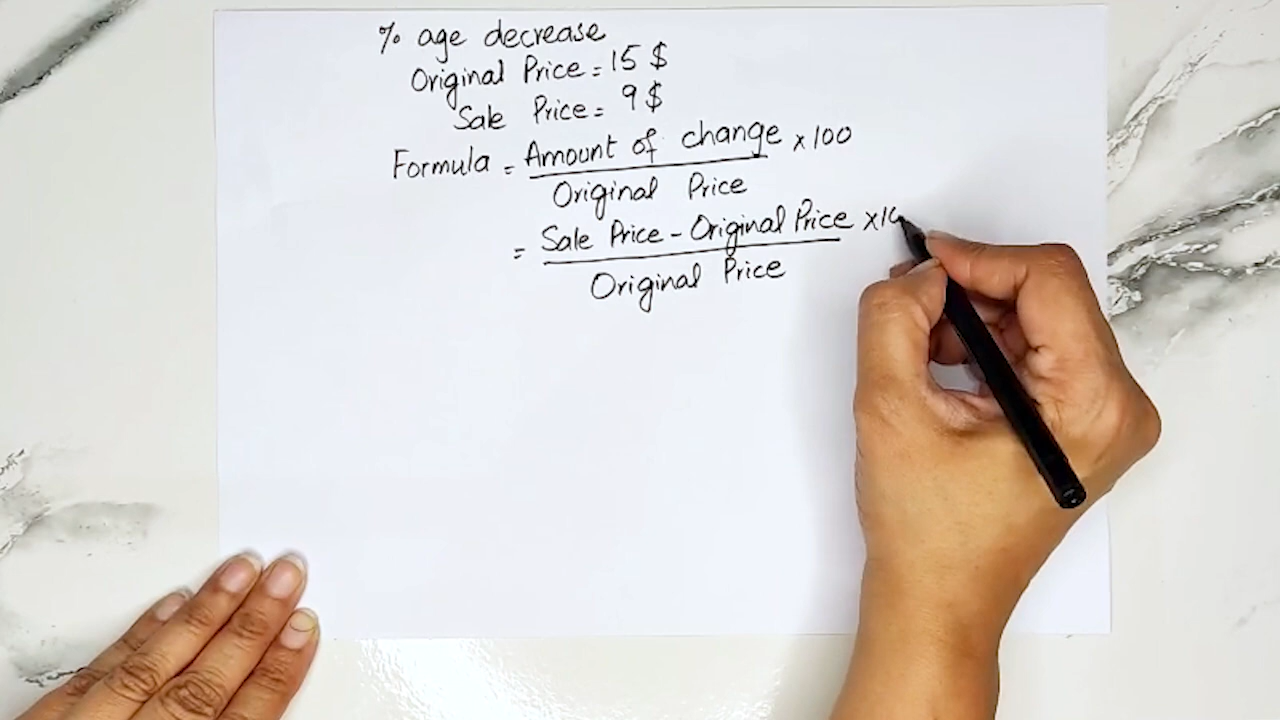 % age decrease
Original Price = 15 $
Sale Price = 9 $
Formula = Amount of change × 100
Original Price
= Sale Price - Original Price × 10
Original Price